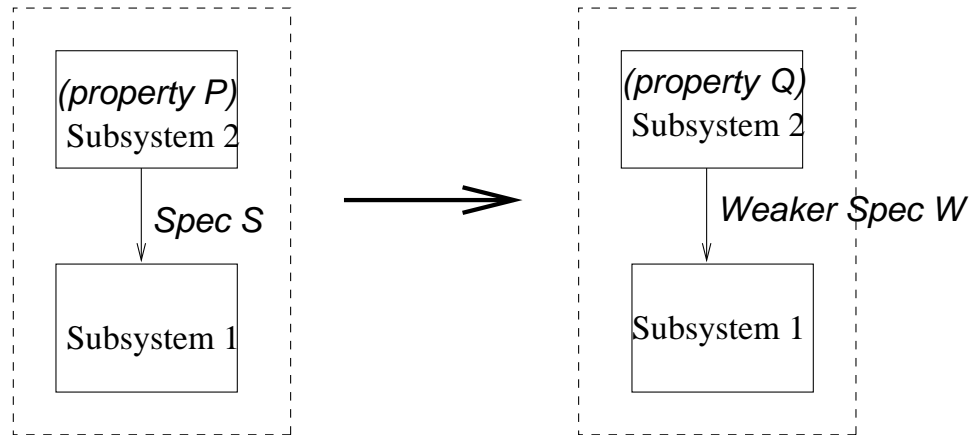 (property P)
Subsystem 2
Spec S
Subsystem 1
(property Q)
Subsystem 2
Weaker Spec W
Subsystem 1